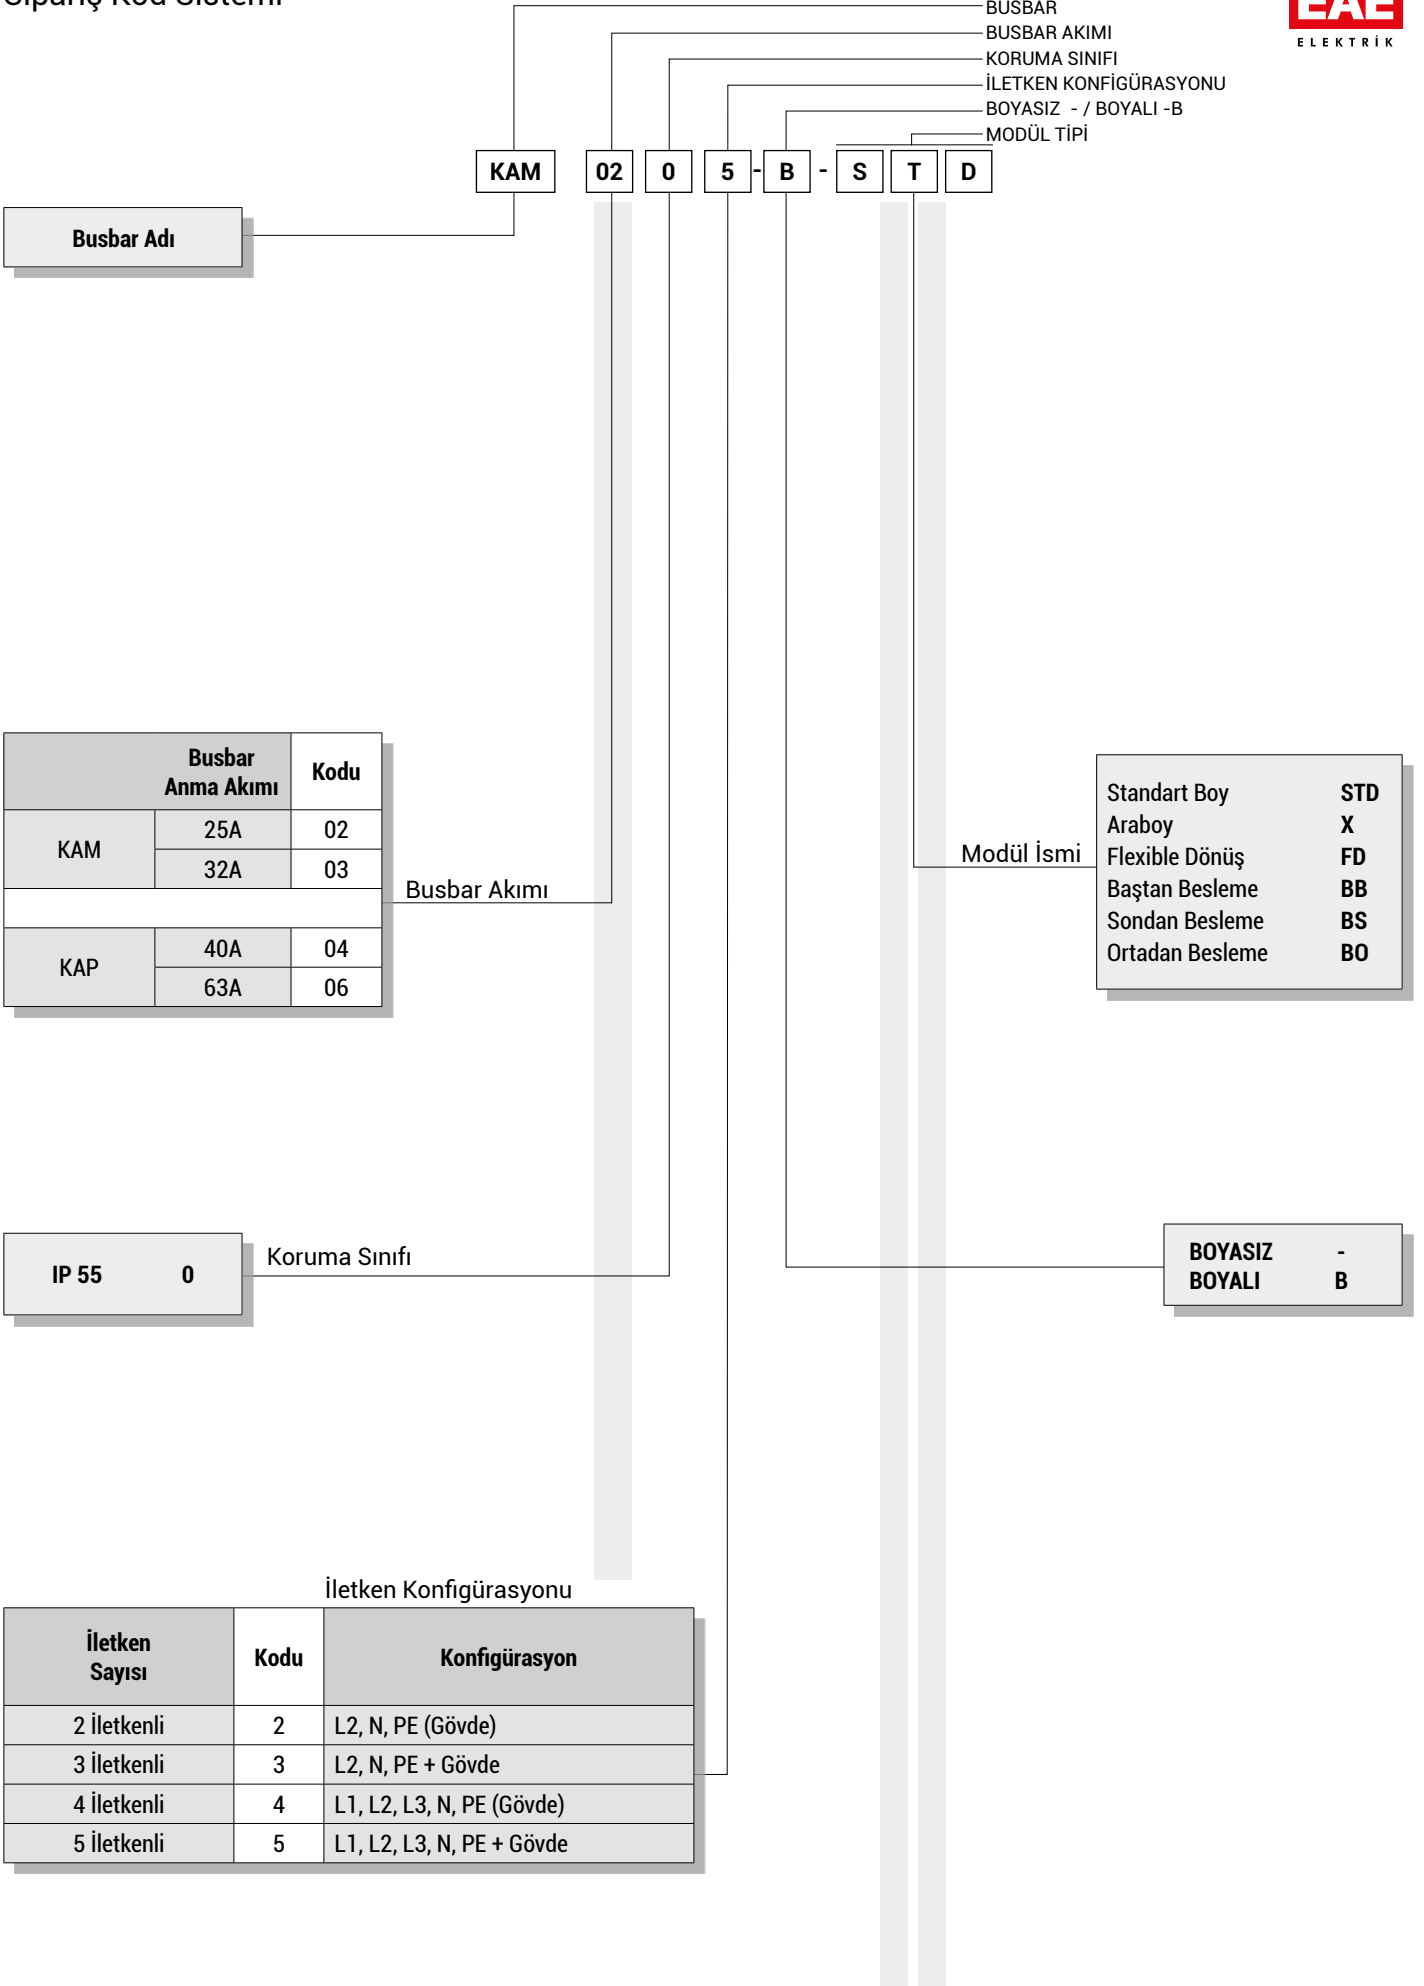 Sipariş Kod Sistemi
EAE
ELEKTRİK
BUSBAR
BUSBAR AKIMI
KORUMA SINIFI
İLETKEN KONFİGÜRASYONU
BOYASIZ - / BOYALI -B
MODÜL TİPİ
KAM 02 0 5 - B - S T D
Busbar Adı
Busbar Anma Akımı Kodu
KAM 25A 02
32A 03
KAP 40A 04
63A 06
Busbar Akımı
Modül İsmi
Standart Boy STD
Araboy X
Flexible Dönüş FD
Baştan Besleme BB
Sondan Besleme BS
Ortadan Besleme BO
IP 55 0
Koruma Sınıfı
BOYASIZ -
BOYALI B
İletken Konfigürasyonu
İletken Sayısı Kodu Konfigürasyon
2 İletkenli 2 L2, N, PE (Gövde)
3 İletkenli 3 L2, N, PE + Gövde
4 İletkenli 4 L1, L2, L3, N, PE (Gövde)
5 İletkenli 5 L1, L2, L3, N, PE + Gövde